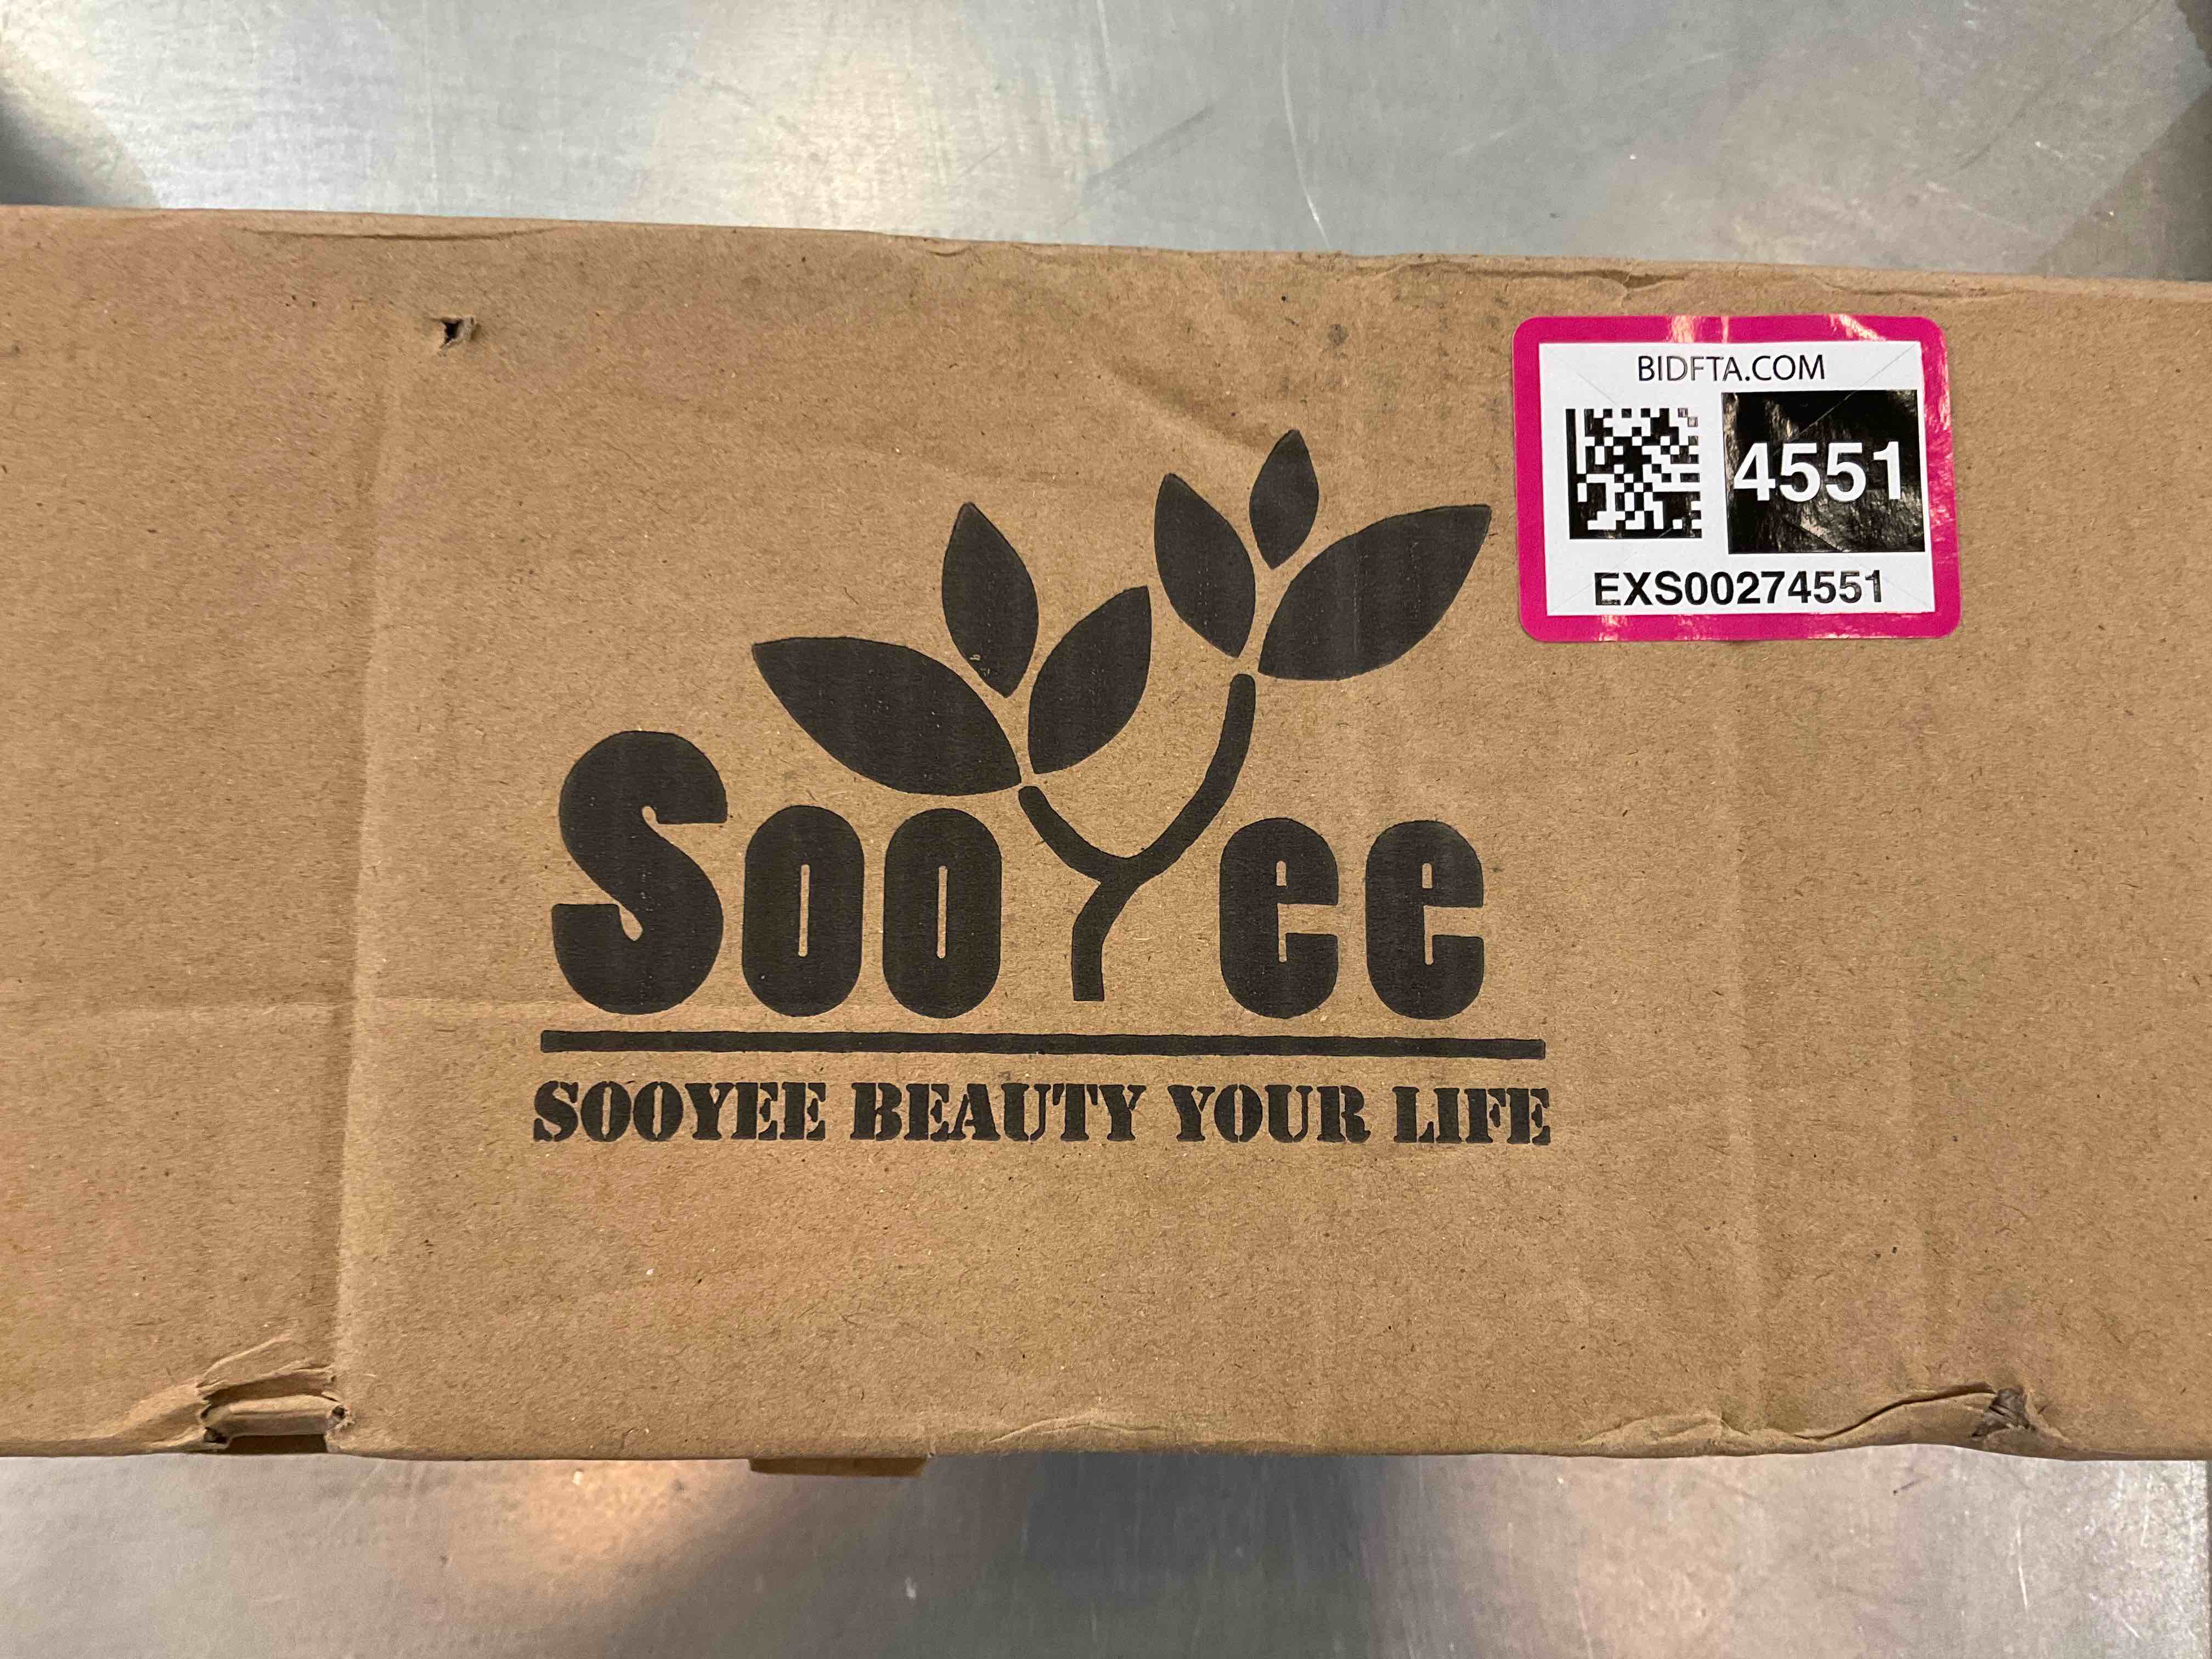 BIDFTA.COM
4551
EXS00274551
SooYee
SOOYEE BEAUTY YOUR LIFE